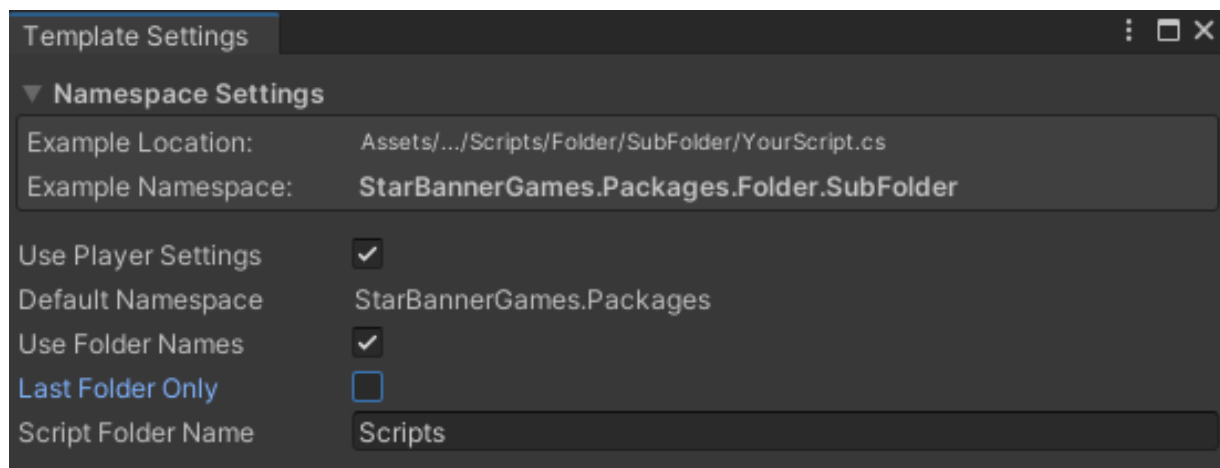 Template Settings
Namespace Settings
Example Location: Assets/.../Scripts/Folder/SubFolder/YourScript.cs
Example Namespace: StarBannerGames.Packages.Folder.SubFolder
Use Player Settings
Default Namespace StarBannerGames.Packages
Use Folder Names
Last Folder Only
Script Folder Name Scripts